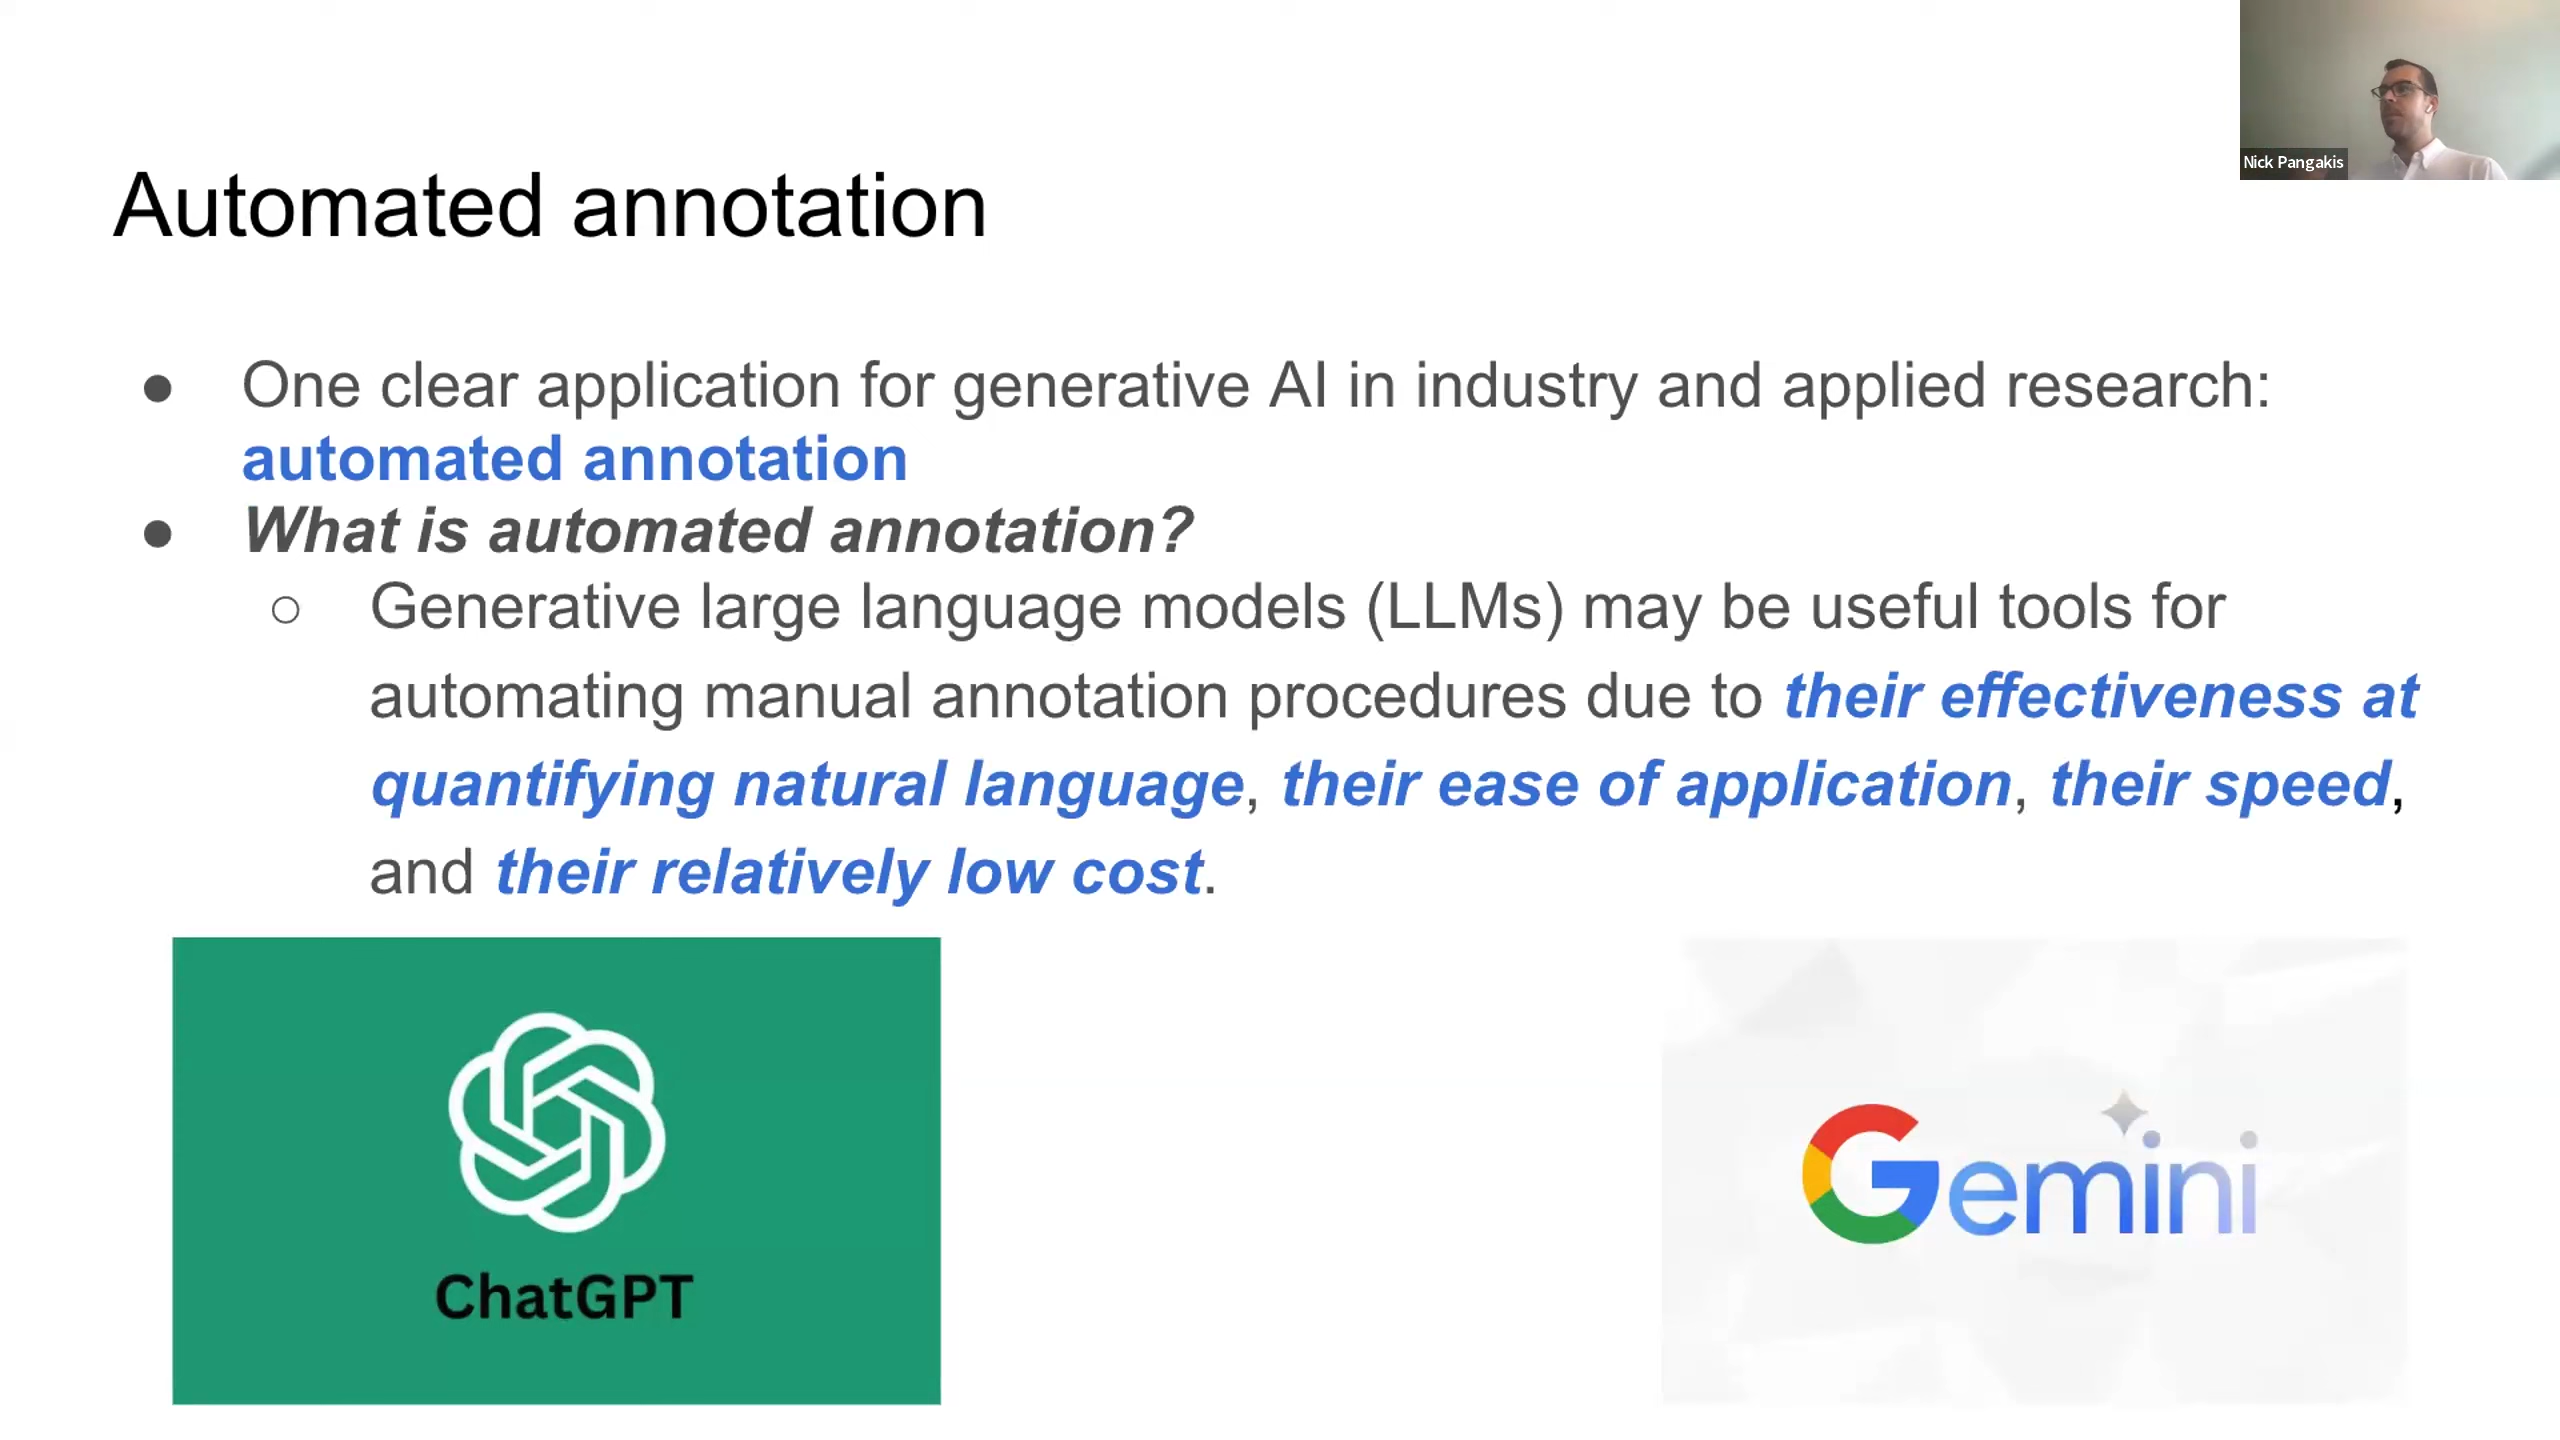 Nick Pangakis
Automated annotation
● One clear application for generative AI in industry and applied research:
automated annotation
● What is automated annotation?
○ Generative large language models (LLMs) may be useful tools for
automating manual annotation procedures due to their effectiveness at
quantifying natural language, their ease of application, their speed,
and their relatively low cost.
ChatGPT
Gemini